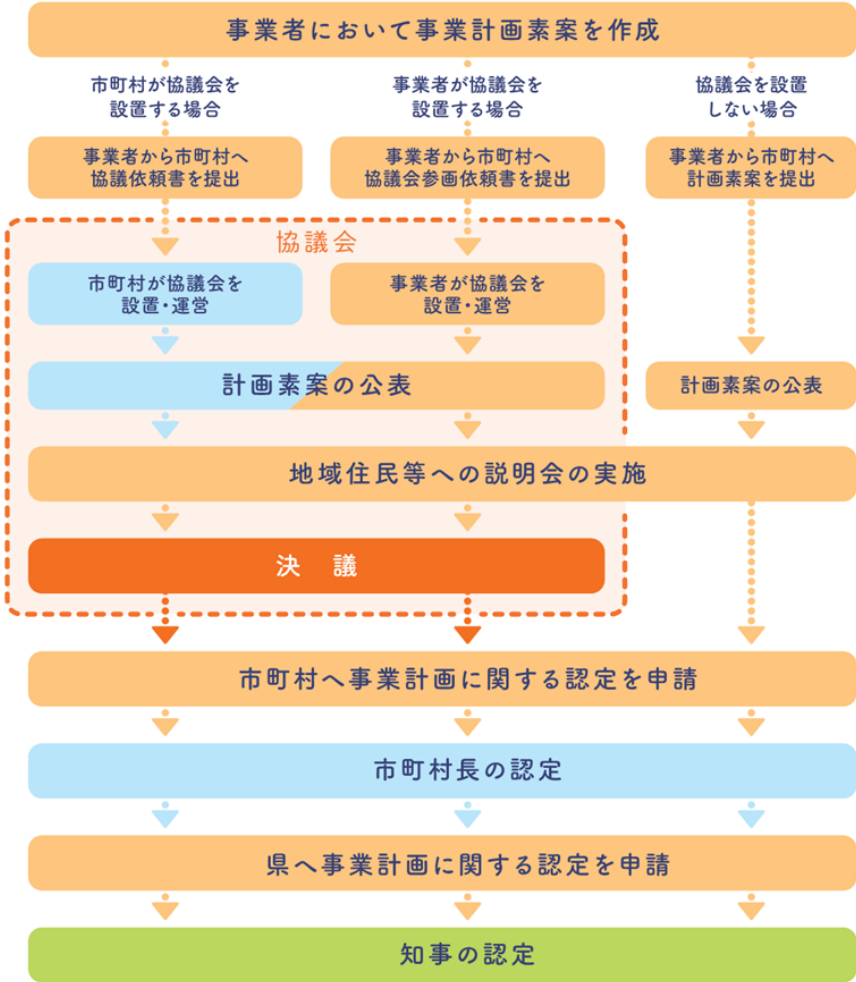 事業者において事業計画素案を作成
市町村が協議会を
設置する場合
事業者が協議会を
設置する場合
協議会を設置
しない場合
事業者から市町村へ
協議依頼書を提出
事業者から市町村へ
協議会参画依頼書を提出
事業者から市町村へ
計画素案を提出
協議会
市町村が協議会を
設置・運営
事業者が協議会を
設置・運営
計画素案の公表
計画素案の公表
地域住民等への説明会の実施
決　議
市町村へ事業計画に関する認定を申請
市町村長の認定
県へ事業計画に関する認定を申請
知事の認定